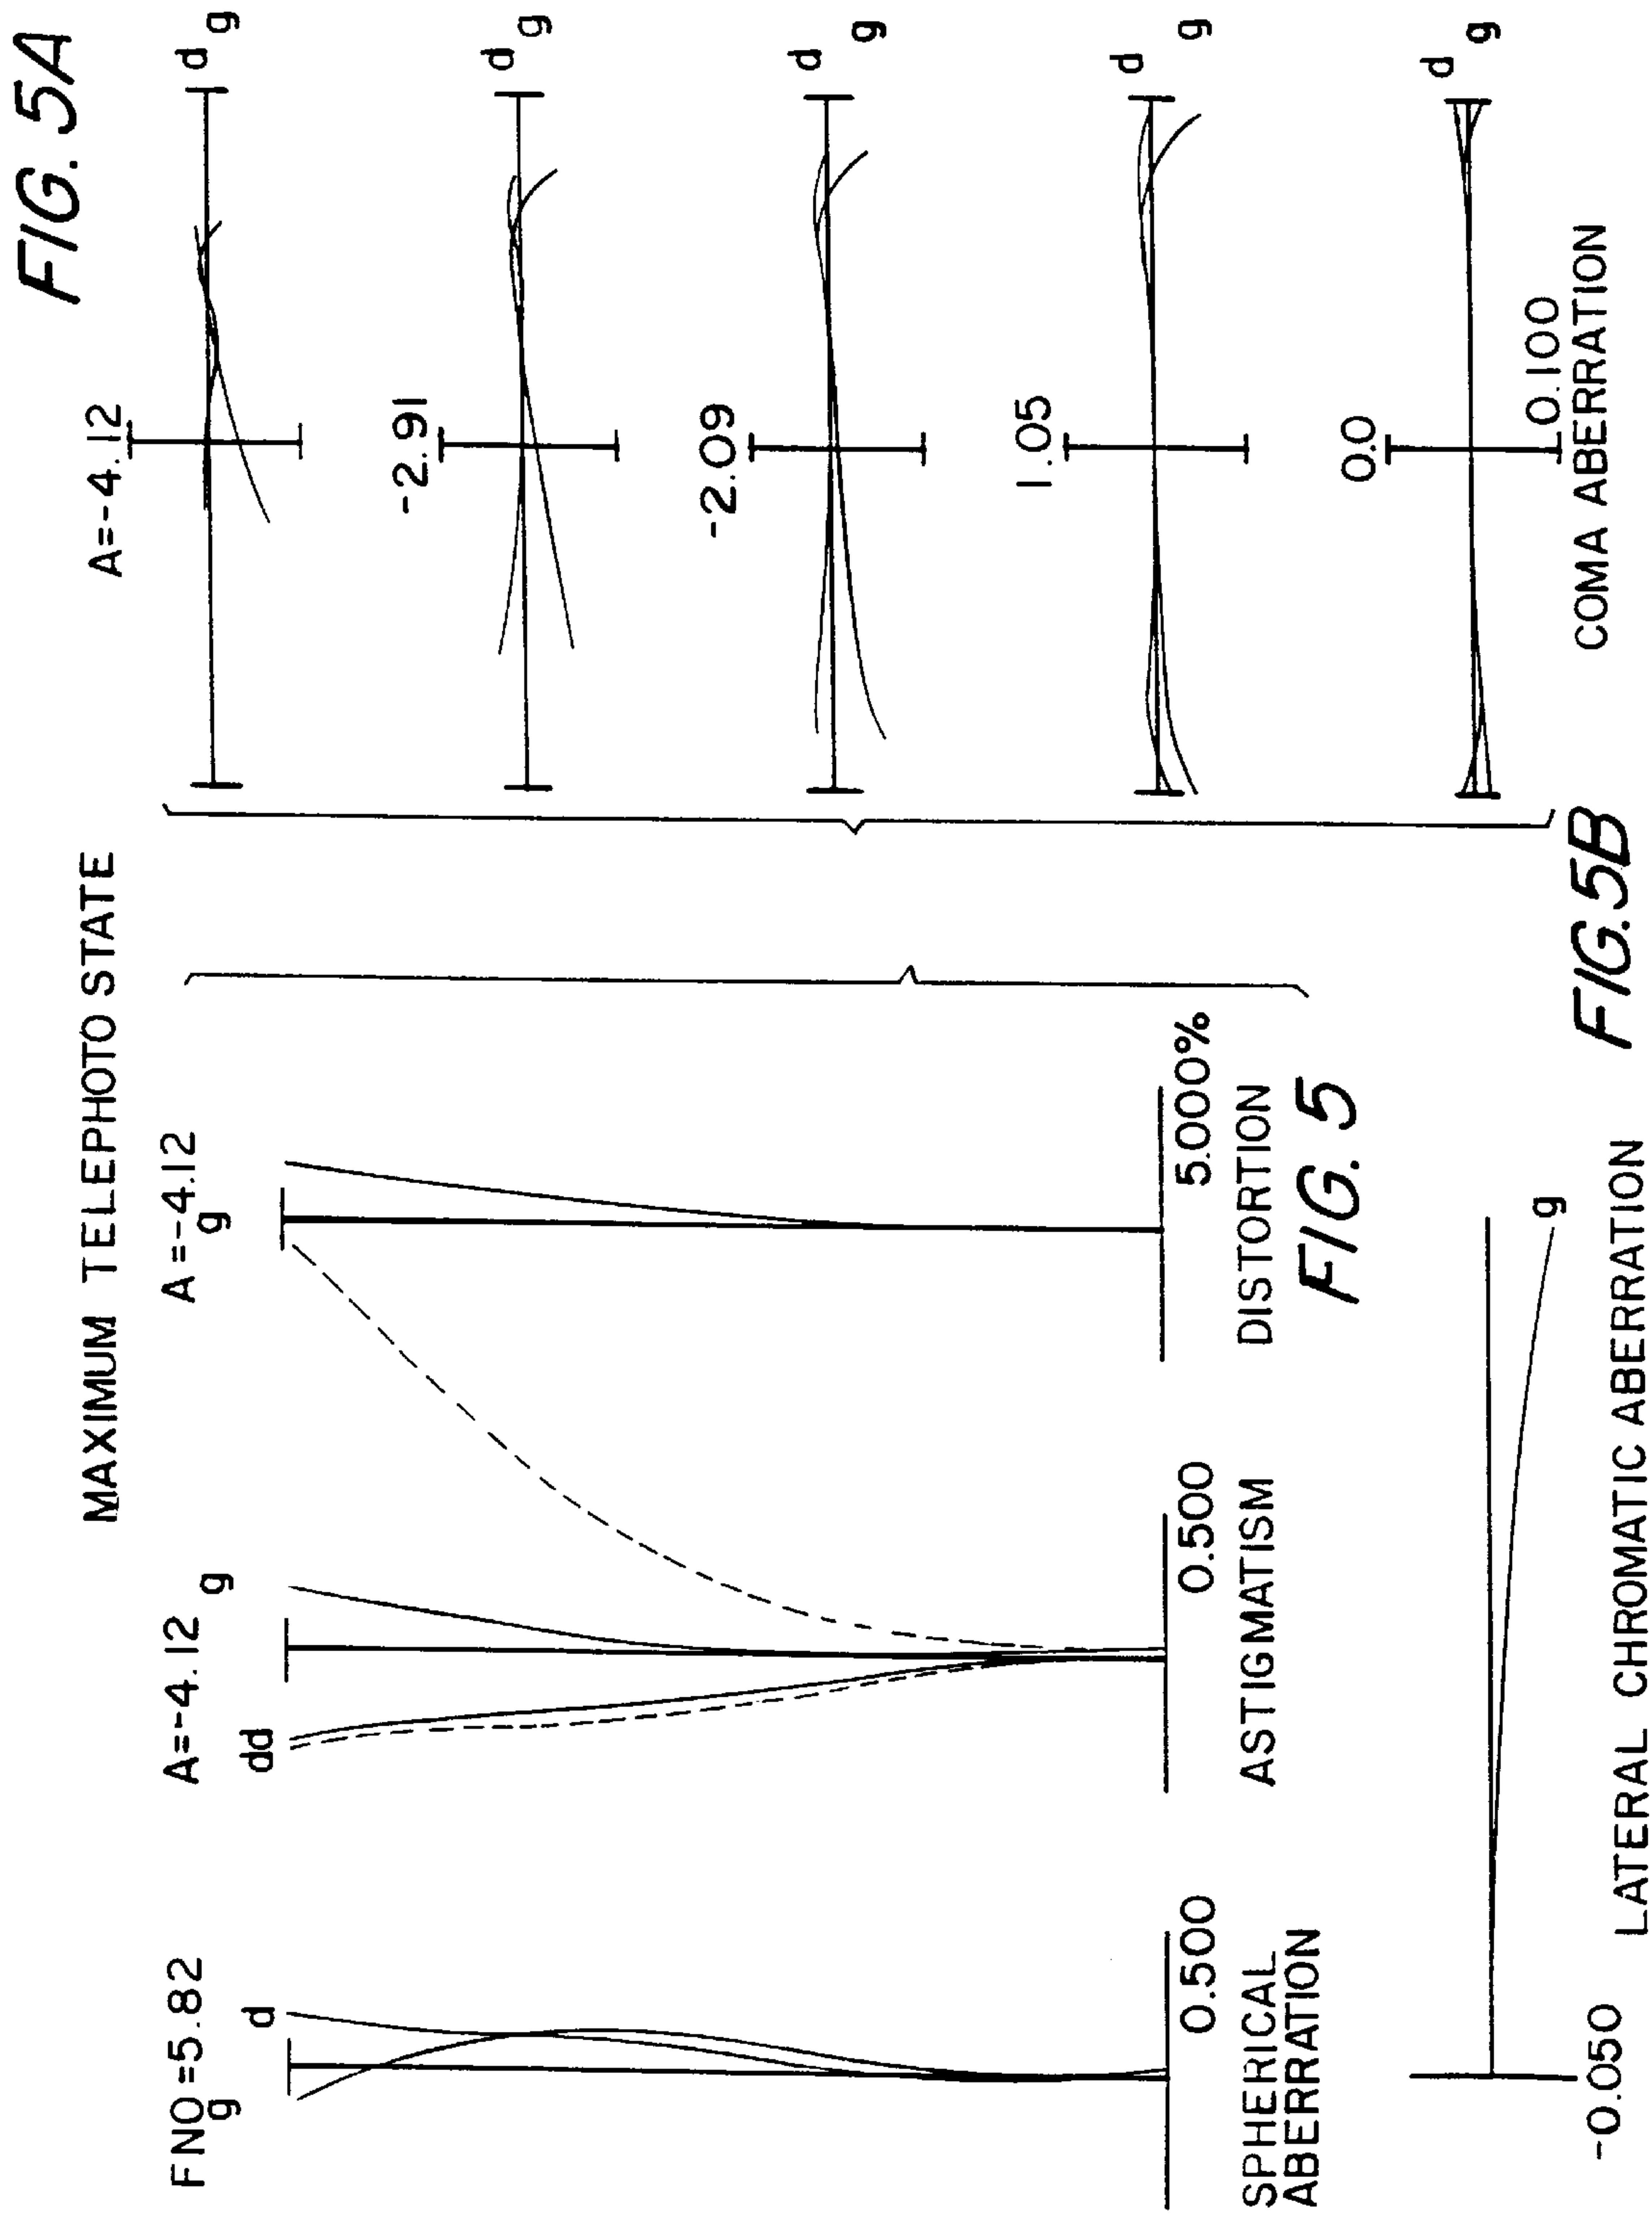 FIG. 5A
MAXIMUM TELEPHOTO STATE
FNO=5.82
g
d
0.500
SPHERICAL
ABERRATION
A=-4.12
dd
g
0.500
ASTIGMATISM
A=-4.12
g
5.000%
DISTORTION
FIG. 5
A=-4.12
d
g
-2.91
d
g
-2.09
d
g
1.05
d
g
0.0
d
g
0.100
COMA ABERRATION
FIG.5B
g
-0.050
LATERAL CHROMATIC ABERRATION